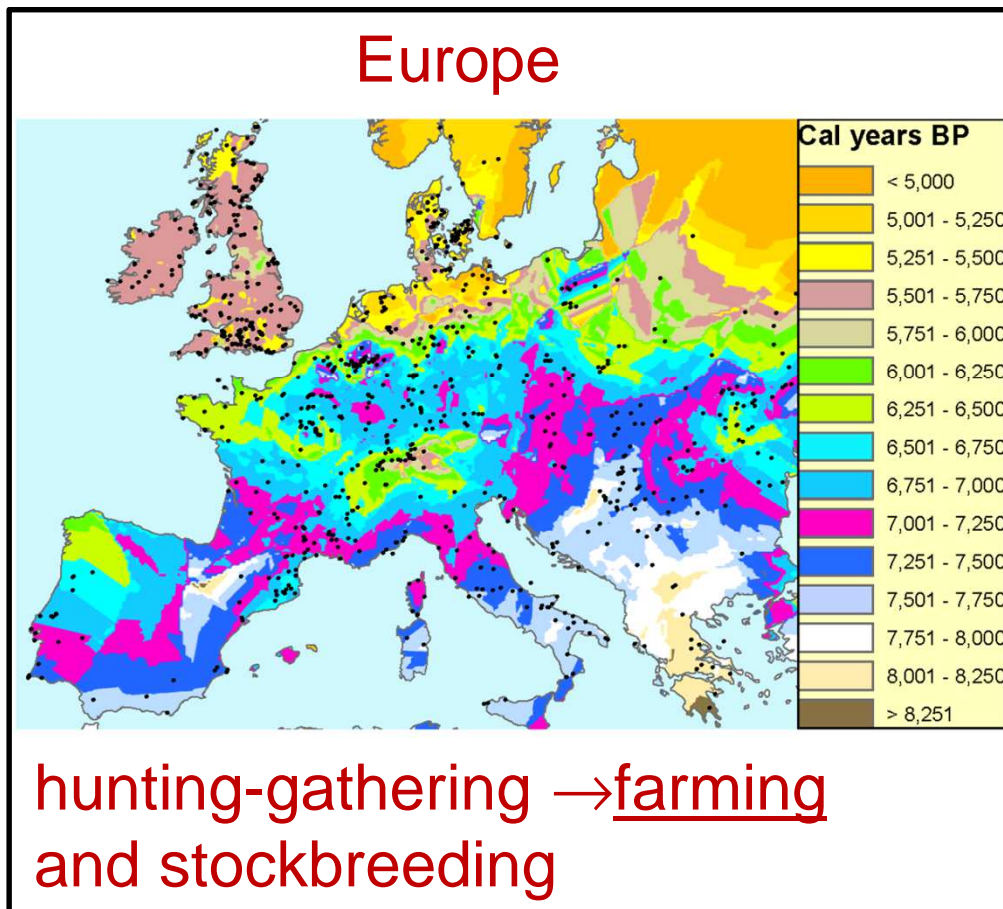 Europe
Cal years BP
< 5,000
5,001 - 5,250
5,251 - 5,500
5,501 - 5,750
5,751 - 6,000
6,001 - 6,250
6,251 - 6,500
6,501 - 6,750
6,751 - 7,000
7,001 - 7,250
7,251 - 7,500
7,501 - 7,750
7,751 - 8,000
8,001 - 8,250
> 8,251
hunting-gathering →farming
and stockbreeding